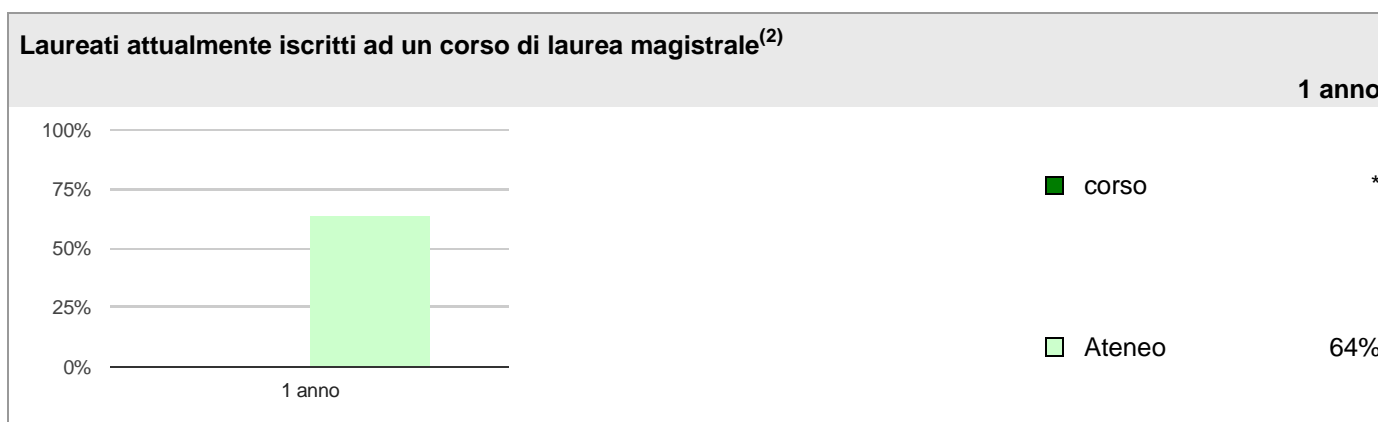 Laureati attualmente iscritti ad un corso di laurea magistrale(2)
1 anno
100%
75%
50%
25%
0%
1 anno
corso *
Ateneo 64%